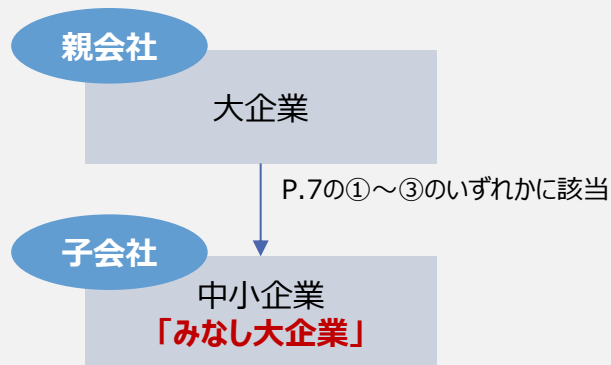 親会社
大企業
P.7の①～③のいずれかに該当
子会社
中小企業
「みなし大企業」